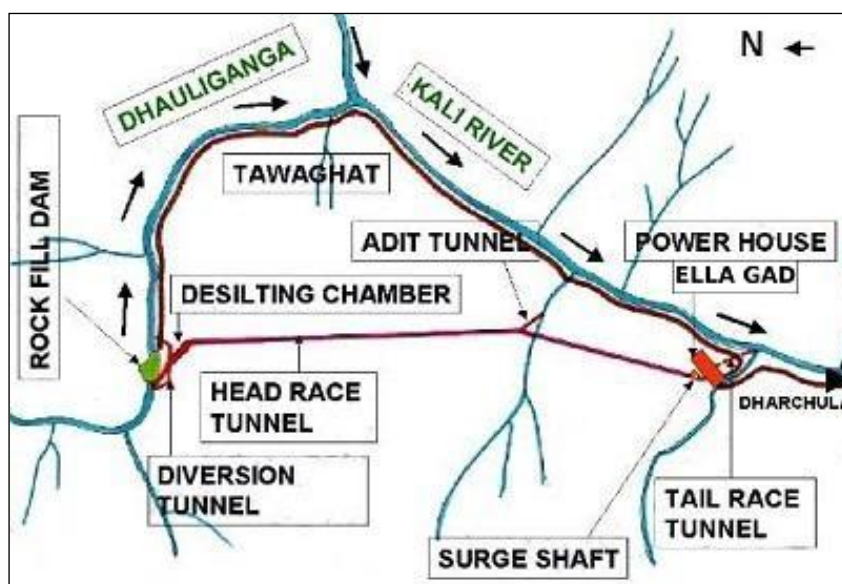 N
DHAULIGANGA
KALI RIVER
ROCK FILL DAM
TAWAGHAT
ADIT TUNNEL
POWER HOUSE
ELLA GAD
DESILTING CHAMBER
HEAD RACE
TUNNEL
DHARCHULA
DIVERSION
TUNNEL
TAIL RACE
TUNNEL
SURGE SHAFT